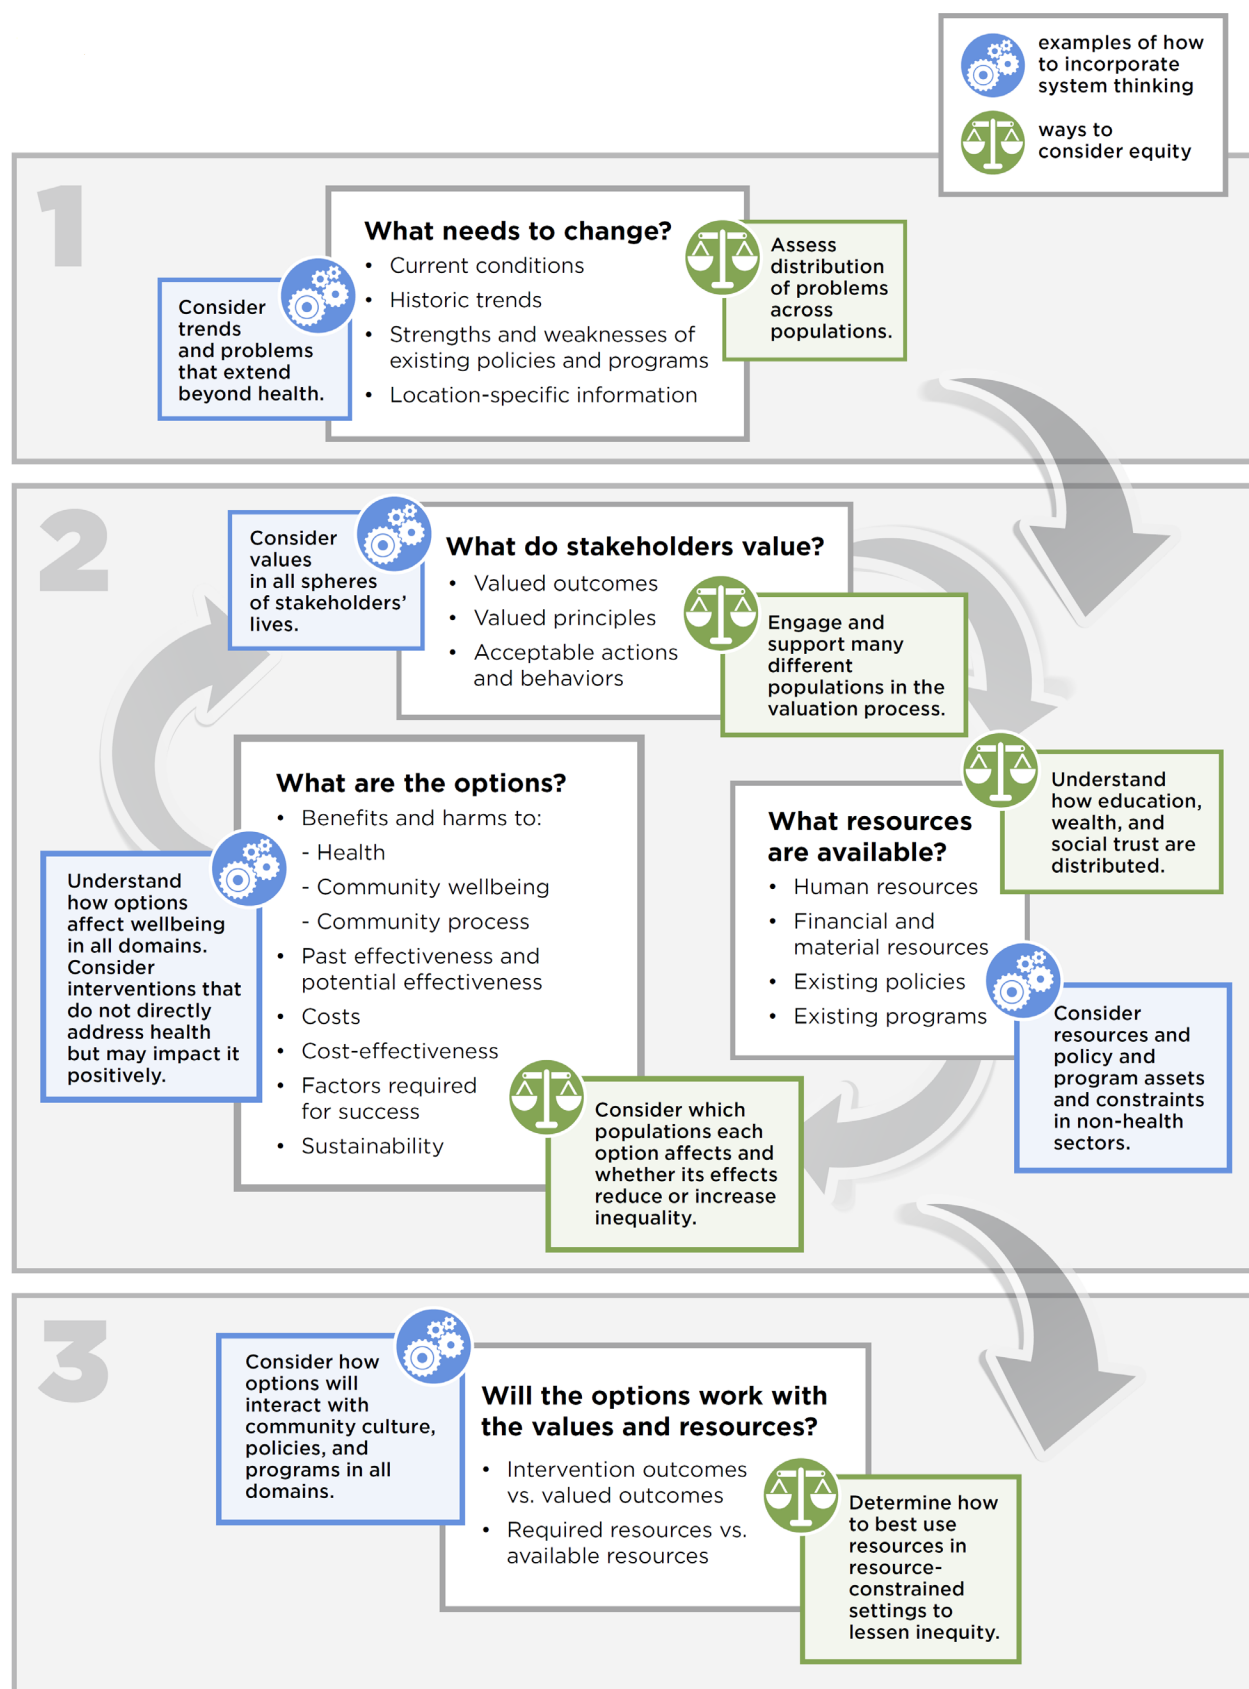 examples of how
to incorporate
system thinking
ways to
consider equity
1
What needs to change?
• Current conditions
• Historic trends
• Strengths and weaknesses of
existing policies and programs
• Location-specific information
Consider
trends
and problems
that extend
beyond health.
Assess
distribution
of problems
across
populations.
2
Consider
values
in all spheres
of stakeholders’
lives.
What do stakeholders value?
• Valued outcomes
• Valued principles
• Acceptable actions
and behaviors
Engage and
support many
different
populations in the
valuation process.
What resources
are available?
• Human resources
• Financial and
material resources
• Existing policies
• Existing programs
Understand
how education,
wealth, and
social trust are
distributed.
Consider
resources and
policy and
program assets
and constraints
in non-health
sectors.
What are the options?
• Benefits and harms to:
- Health
- Community wellbeing
- Community process
• Past effectiveness and
potential effectiveness
• Costs
• Cost-effectiveness
• Factors required
for success
• Sustainability
Understand
how options
affect wellbeing
in all domains.
Consider
interventions that
do not directly
address health
but may impact it
positively.
Consider which
populations each
option affects and
whether its effects
reduce or increase
inequality.
3
Consider how
options will
interact with
community culture,
policies, and
programs in all
domains.
Will the options work with
the values and resources?
• Intervention outcomes
vs. valued outcomes
• Required resources vs.
available resources
Determine how
to best use
resources in
resource-
constrained
settings to
lessen inequity.